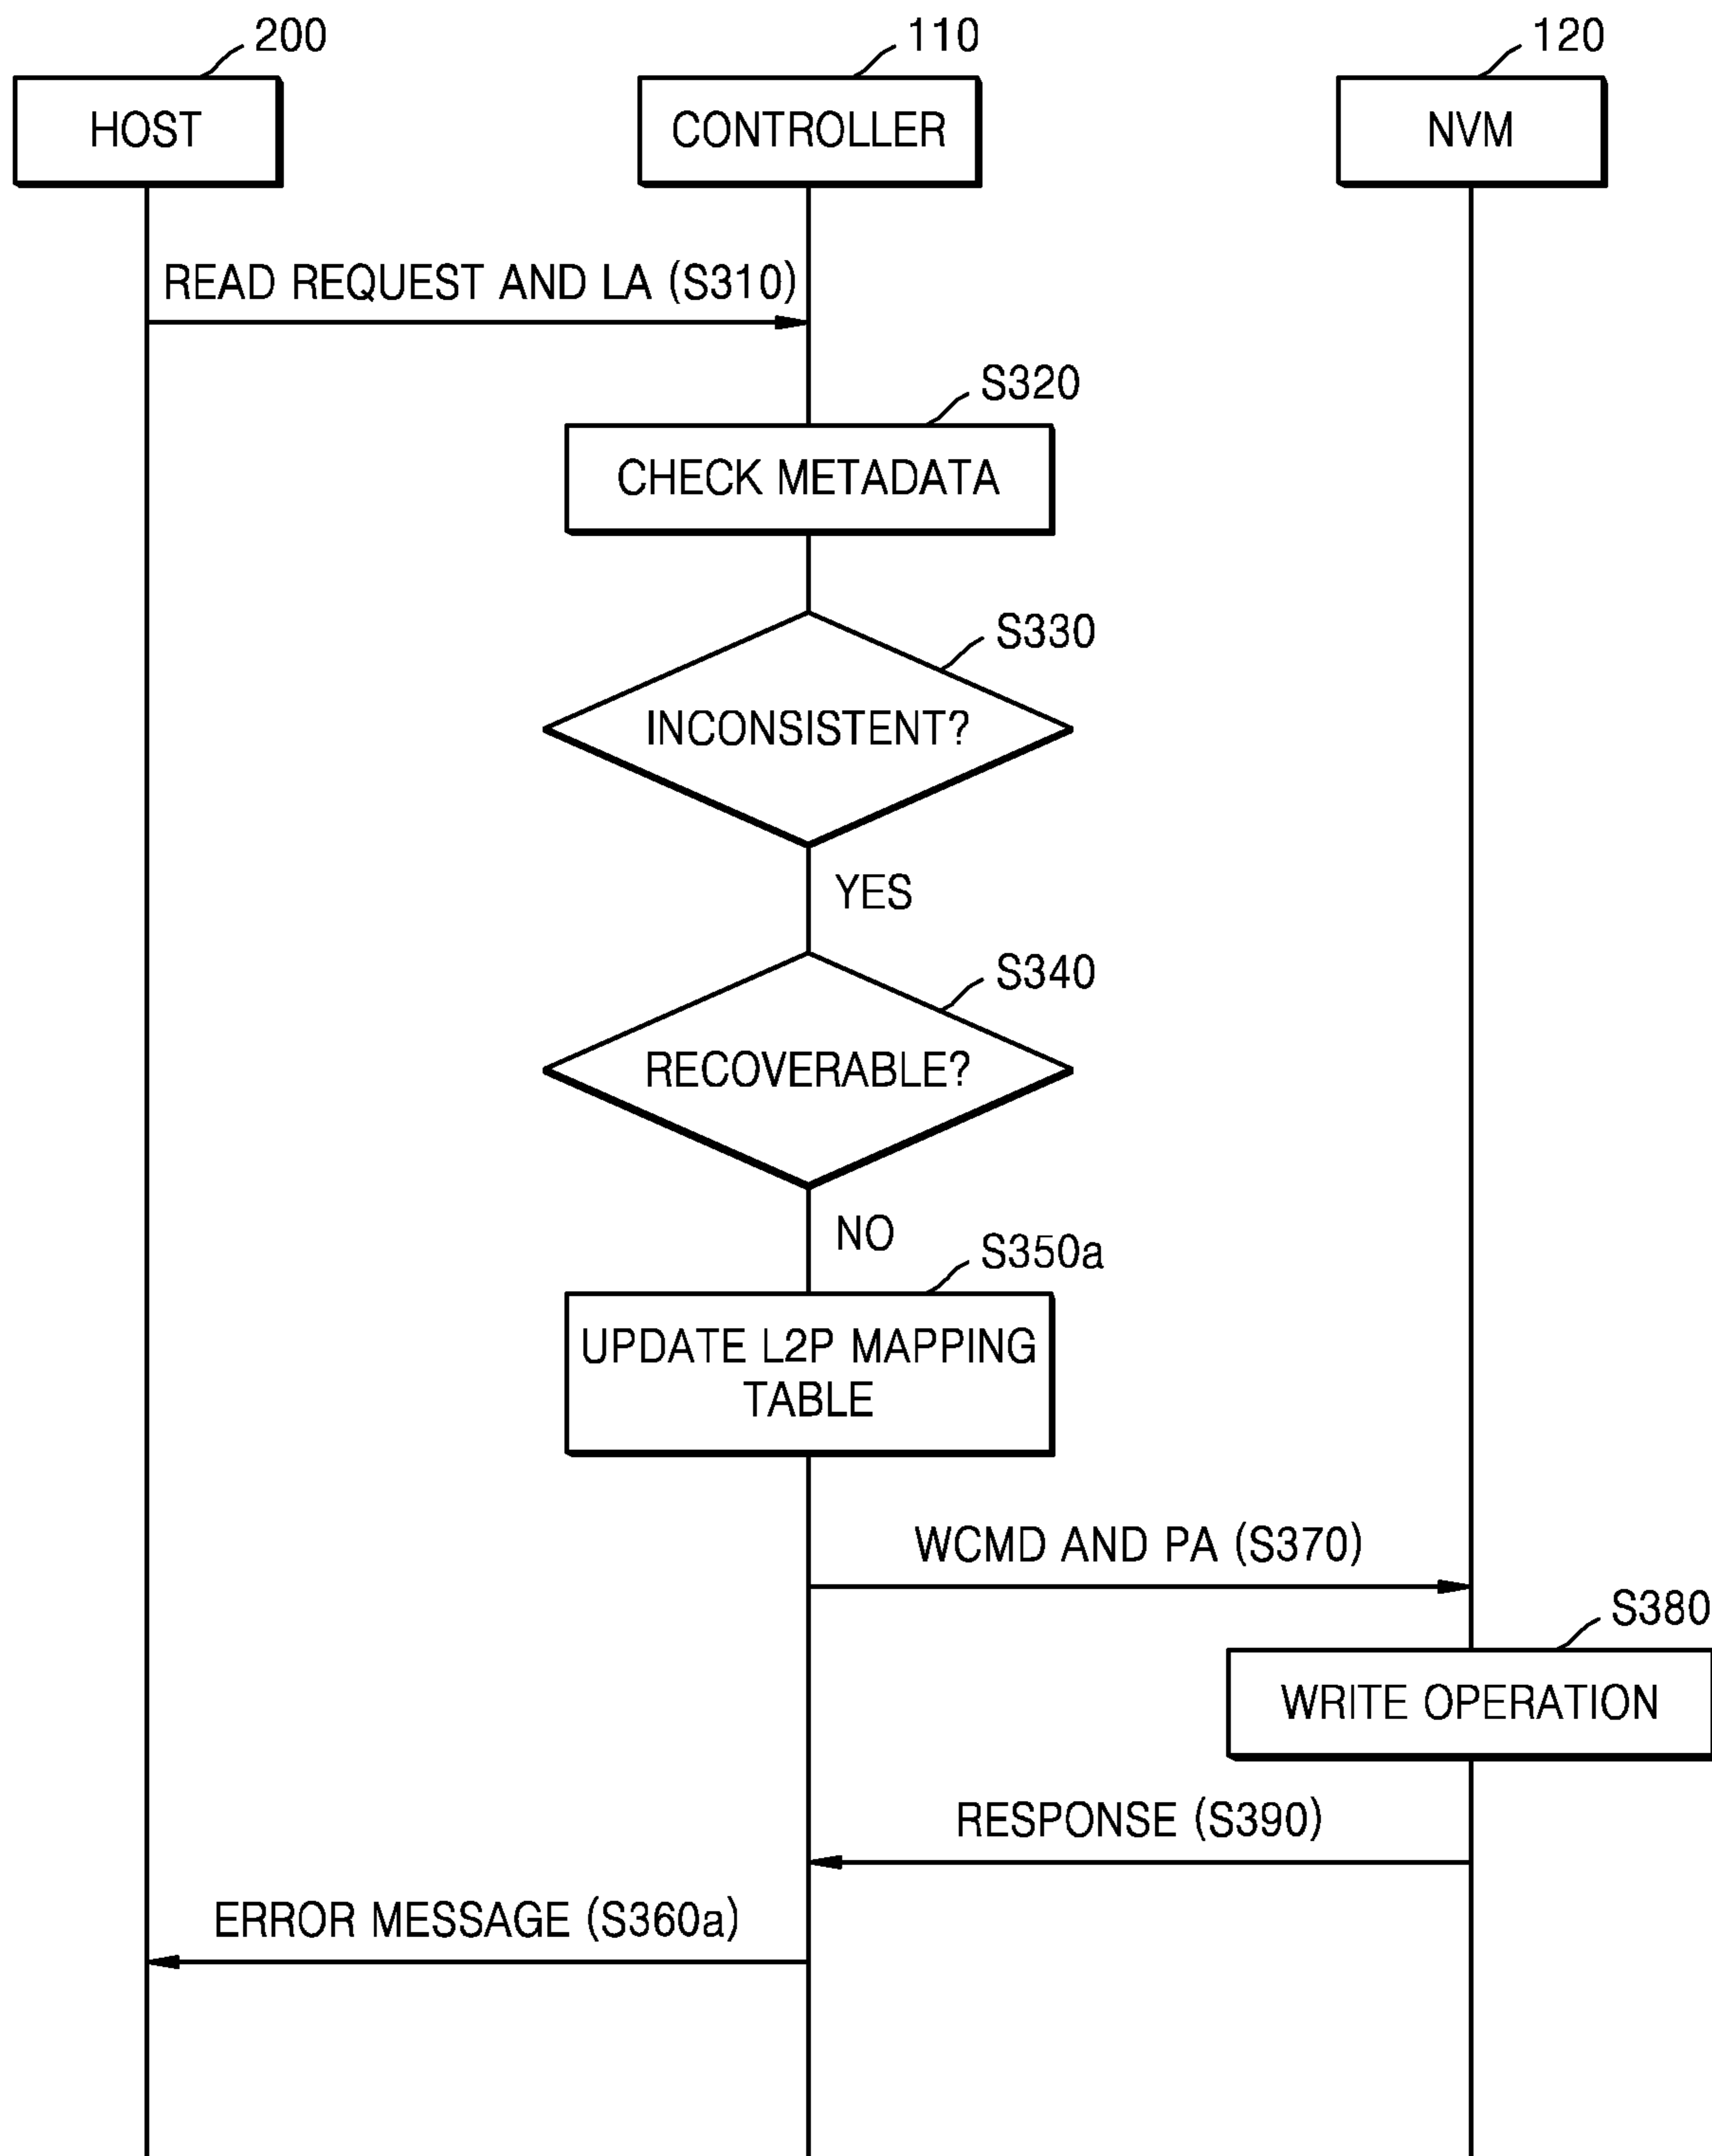 200
110
120
HOST
CONTROLLER
NVM
READ REQUEST AND LA (S310)
S320
CHECK METADATA
S330
INCONSISTENT?
YES
S340
RECOVERABLE?
NO
S350a
UPDATE L2P MAPPING
TABLE
WCMD AND PA (S370)
S380
WRITE OPERATION
RESPONSE (S390)
ERROR MESSAGE (S360a)